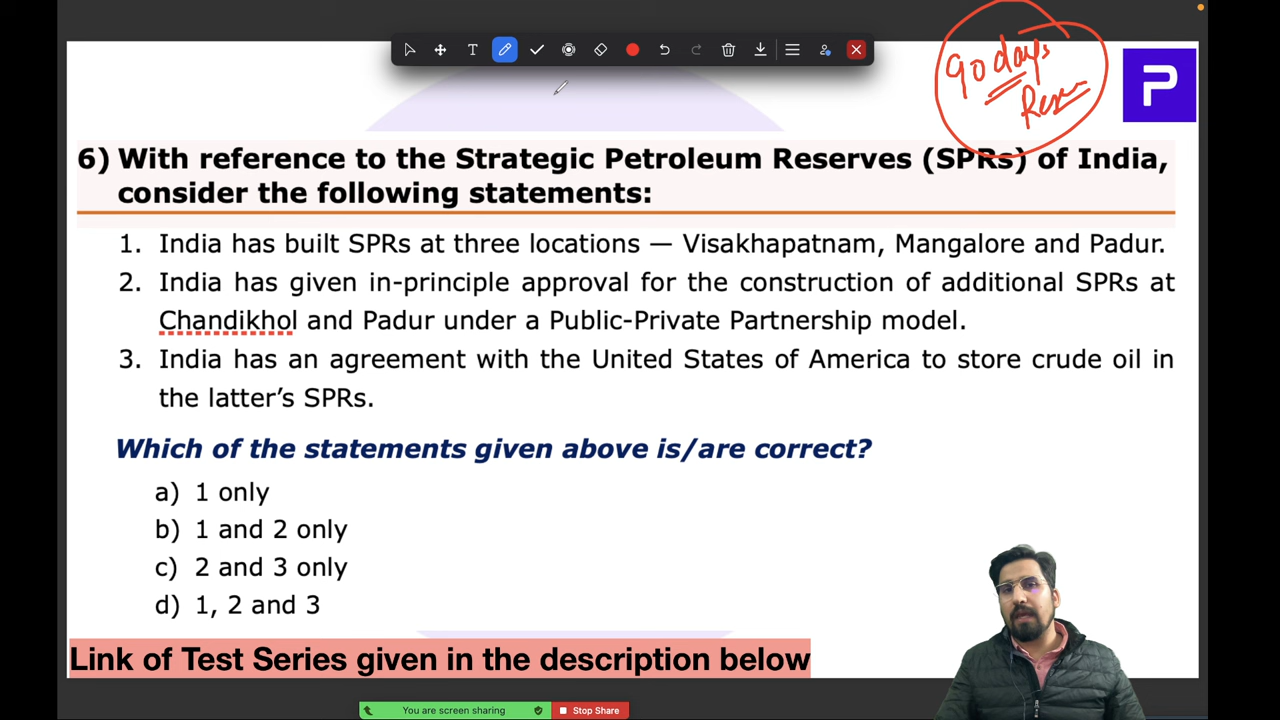 90 days
P
6) With reference to the Strategic Petroleum Reserves (SPRs) of India,
consider the following statements:
1. India has built SPRs at three locations — Visakhapatnam, Mangalore and Padur.
2. India has given in-principle approval for the construction of additional SPRs at
Chandikhol and Padur under a Public-Private Partnership model.
3. India has an agreement with the United States of America to store crude oil in
the latter's SPRs.
Which of the statements given above is/are correct?
a) 1 only
b) 1 and 2 only
c) 2 and 3 only
d) 1, 2 and 3
Link of Test Series given in the description below
You are screen sharing
Stop Share